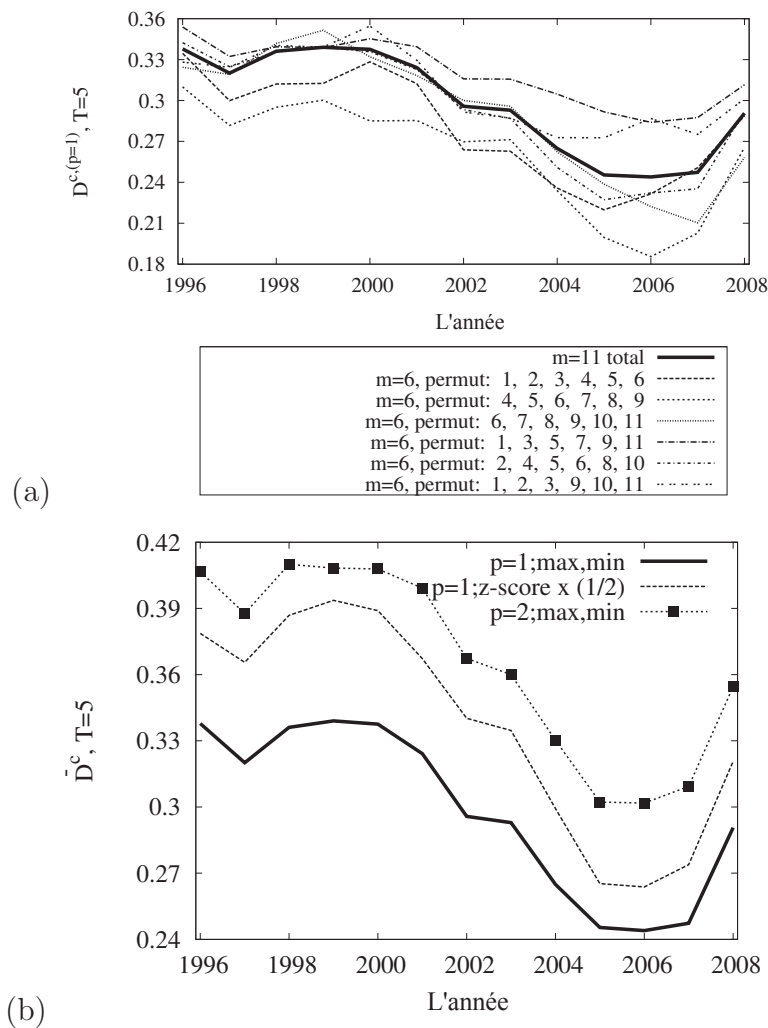 0.36
0.33
0.3
0.27
0.24
0.21
0.18
D^{c,(p=1)}, T=5
1996 1998 2000 2002 2004 2006 2008
L'année
m=11 total
m=6, permut: 1, 2, 3, 4, 5, 6
m=6, permut: 4, 5, 6, 7, 8, 9
m=6, permut: 6, 7, 8, 9, 10, 11
m=6, permut: 1, 3, 5, 7, 9, 11
m=6, permut: 2, 4, 5, 6, 8, 10
m=6, permut: 1, 2, 3, 9, 10, 11
(a)
0.42
0.39
0.36
0.33
0.3
0.27
0.24
D̄^c, T=5
p=1;max,min
p=1;z-score x (1/2)
p=2;max,min
1996 1998 2000 2002 2004 2006 2008
L'année
(b)